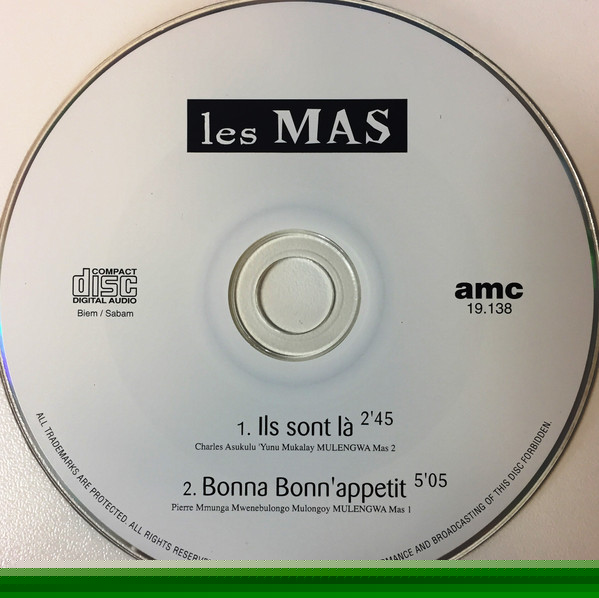 les MAS
COMPACT
disc
DIGITAL AUDIO
Biem / Sabam
amc
19.138
1. Ils sont là 2'45
Charles Asukulu 'Yunu Mukalay MULENGWA Mas 2
2. Bonna Bonn'appetit 5'05
Pierre Mmunga Mwenebulongo Mulongoy MULENGWA Mas 1
ALL TRADEMARKS ARE PROTECTED. ALL RIGHTS RESERV
MANCE AND BROADCASTING OF THIS DISC FORBIDDEN.